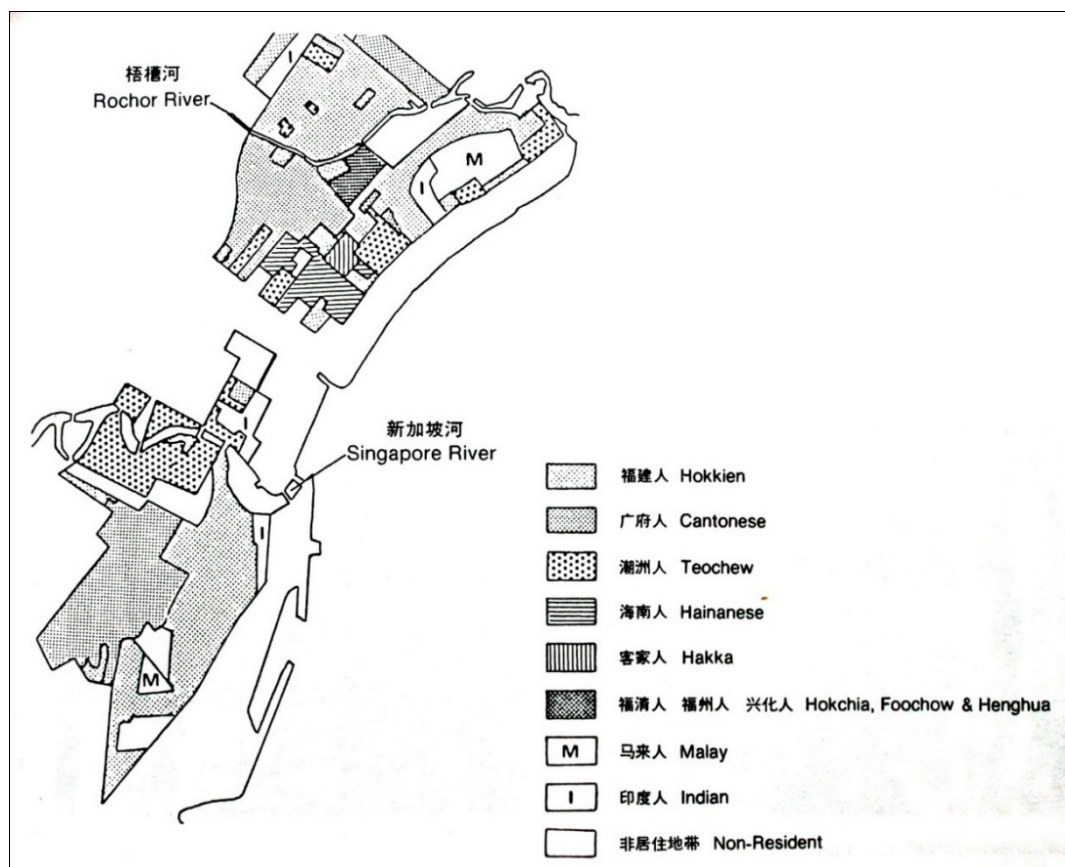 梧槽河
Rochor River
I
M
I
新加坡河
Singapore River
I
I
M
福建人 Hokkien
广府人 Cantonese
潮洲人 Teochew
海南人 Hainanese
客家人 Hakka
福清人 福州人 兴化人 Hokchia, Foochow & Henghua
M 马来人 Malay
I 印度人 Indian
非居住地带 Non-Resident